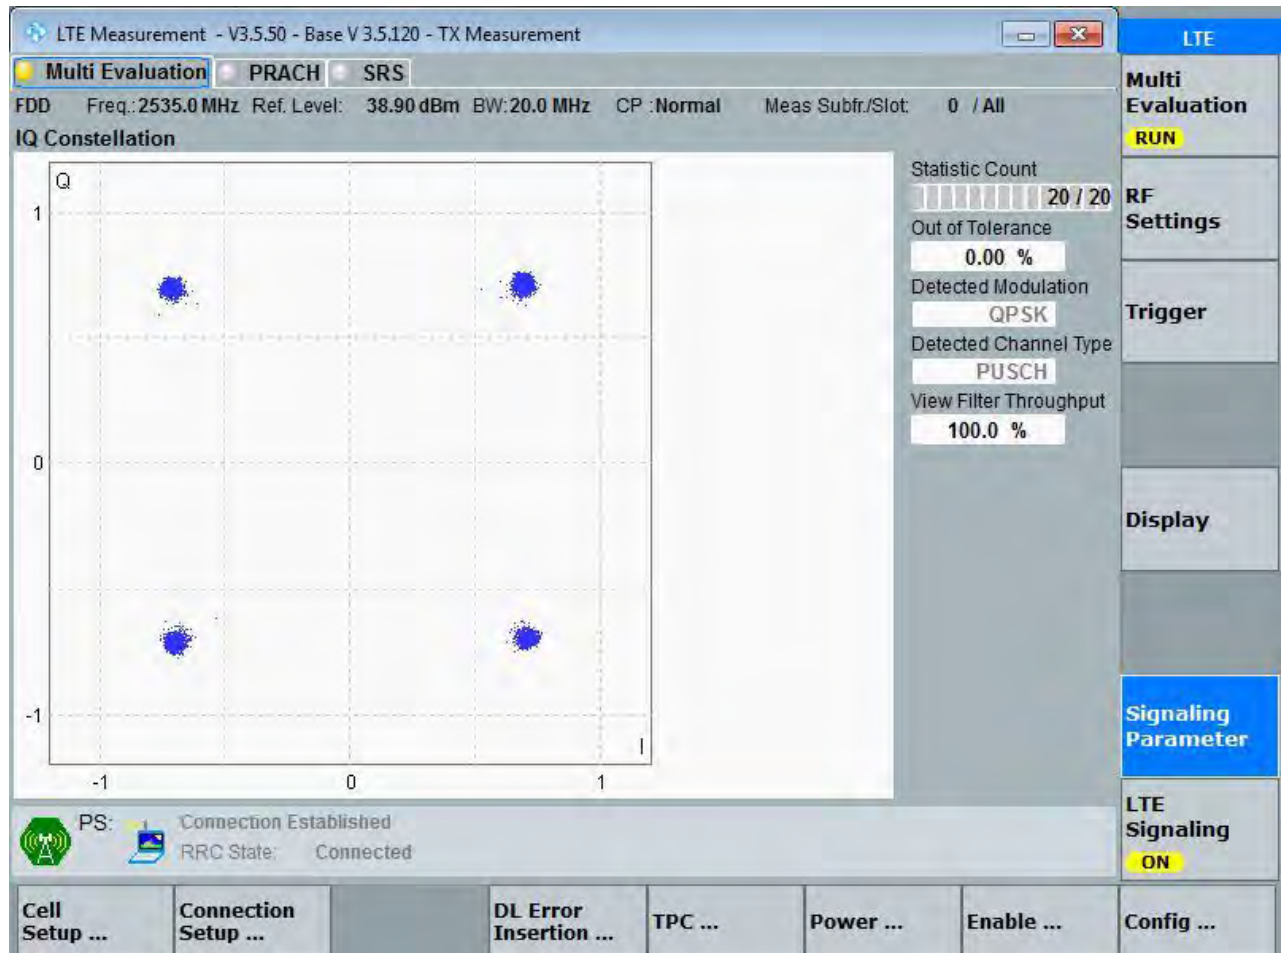 LTE Measurement - V3.5.50 - Base V 3.5.120 - TX Measurement
LTE
Multi Evaluation PRACH SRS
FDD Freq.: 2535.0 MHz Ref. Level: 38.90 dBm BW: 20.0 MHz CP : Normal Meas Subfr./Slot: 0 / All
IQ Constellation
Q
1
0
-1
I
-1 0 1
Statistic Count
20 / 20
Out of Tolerance
0.00 %
Detected Modulation
QPSK
Detected Channel Type
PUSCH
View Filter Throughput
100.0 %
Multi
Evaluation
RUN
RF
Settings
Trigger
Display
Signaling
Parameter
LTE
Signaling
ON
PS: Connection Established
RRC State: Connected
Cell
Setup ...
Connection
Setup ...
DL Error
Insertion ...
TPC ...
Power ...
Enable ...
Config ...